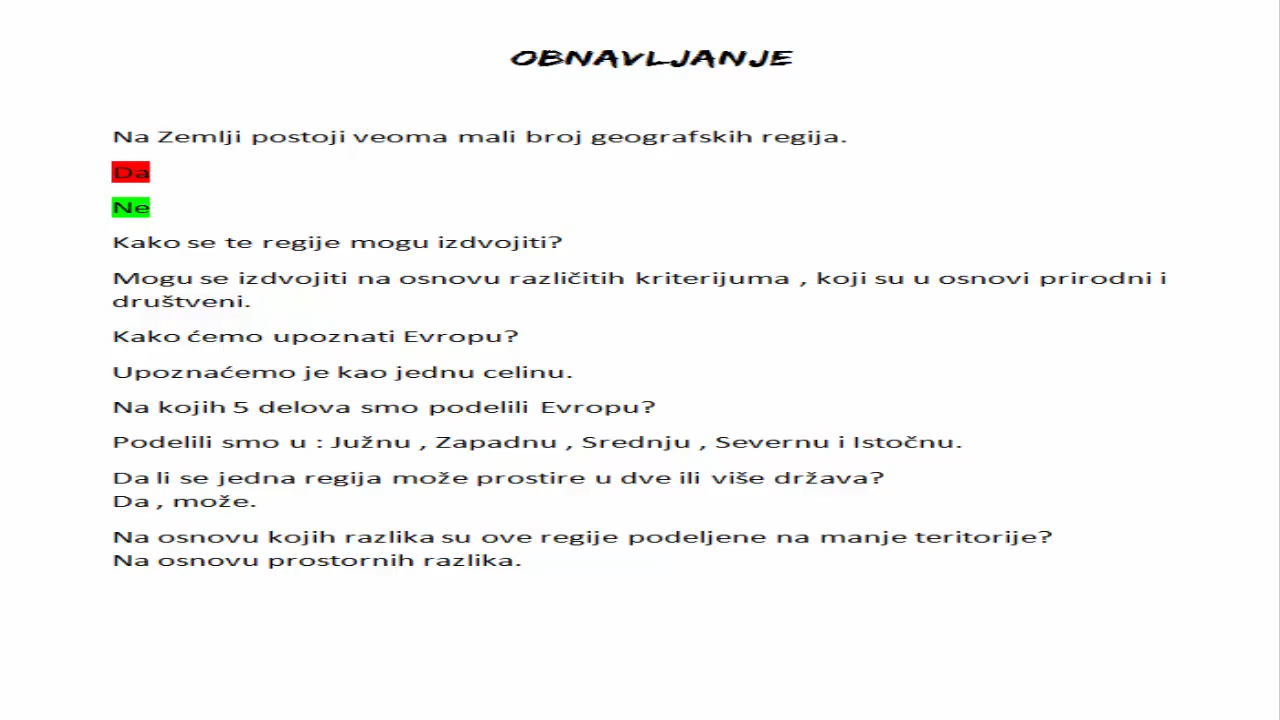 OBNAVLJANJE
Na Zemlji postoji veoma mali broj geografskih regija.
Da
Ne
Kako se te regije mogu izdvojiti?
Mogu se izdvojiti na osnovu različitih kriterijuma , koji su u osnovi prirodni i
društveni.
Kako ćemo upoznati Evropu?
Upoznaćemo je kao jednu celinu.
Na kojih 5 delova smo podelili Evropu?
Podelili smo u : Južnu , Zapadnu , Srednju , Severnu i Istočnu.
Da li se jedna regija može prostire u dve ili više država?
Da , može.
Na osnovu kojih razlika su ove regije podeljene na manje teritorije?
Na osnovu prostornih razlika.